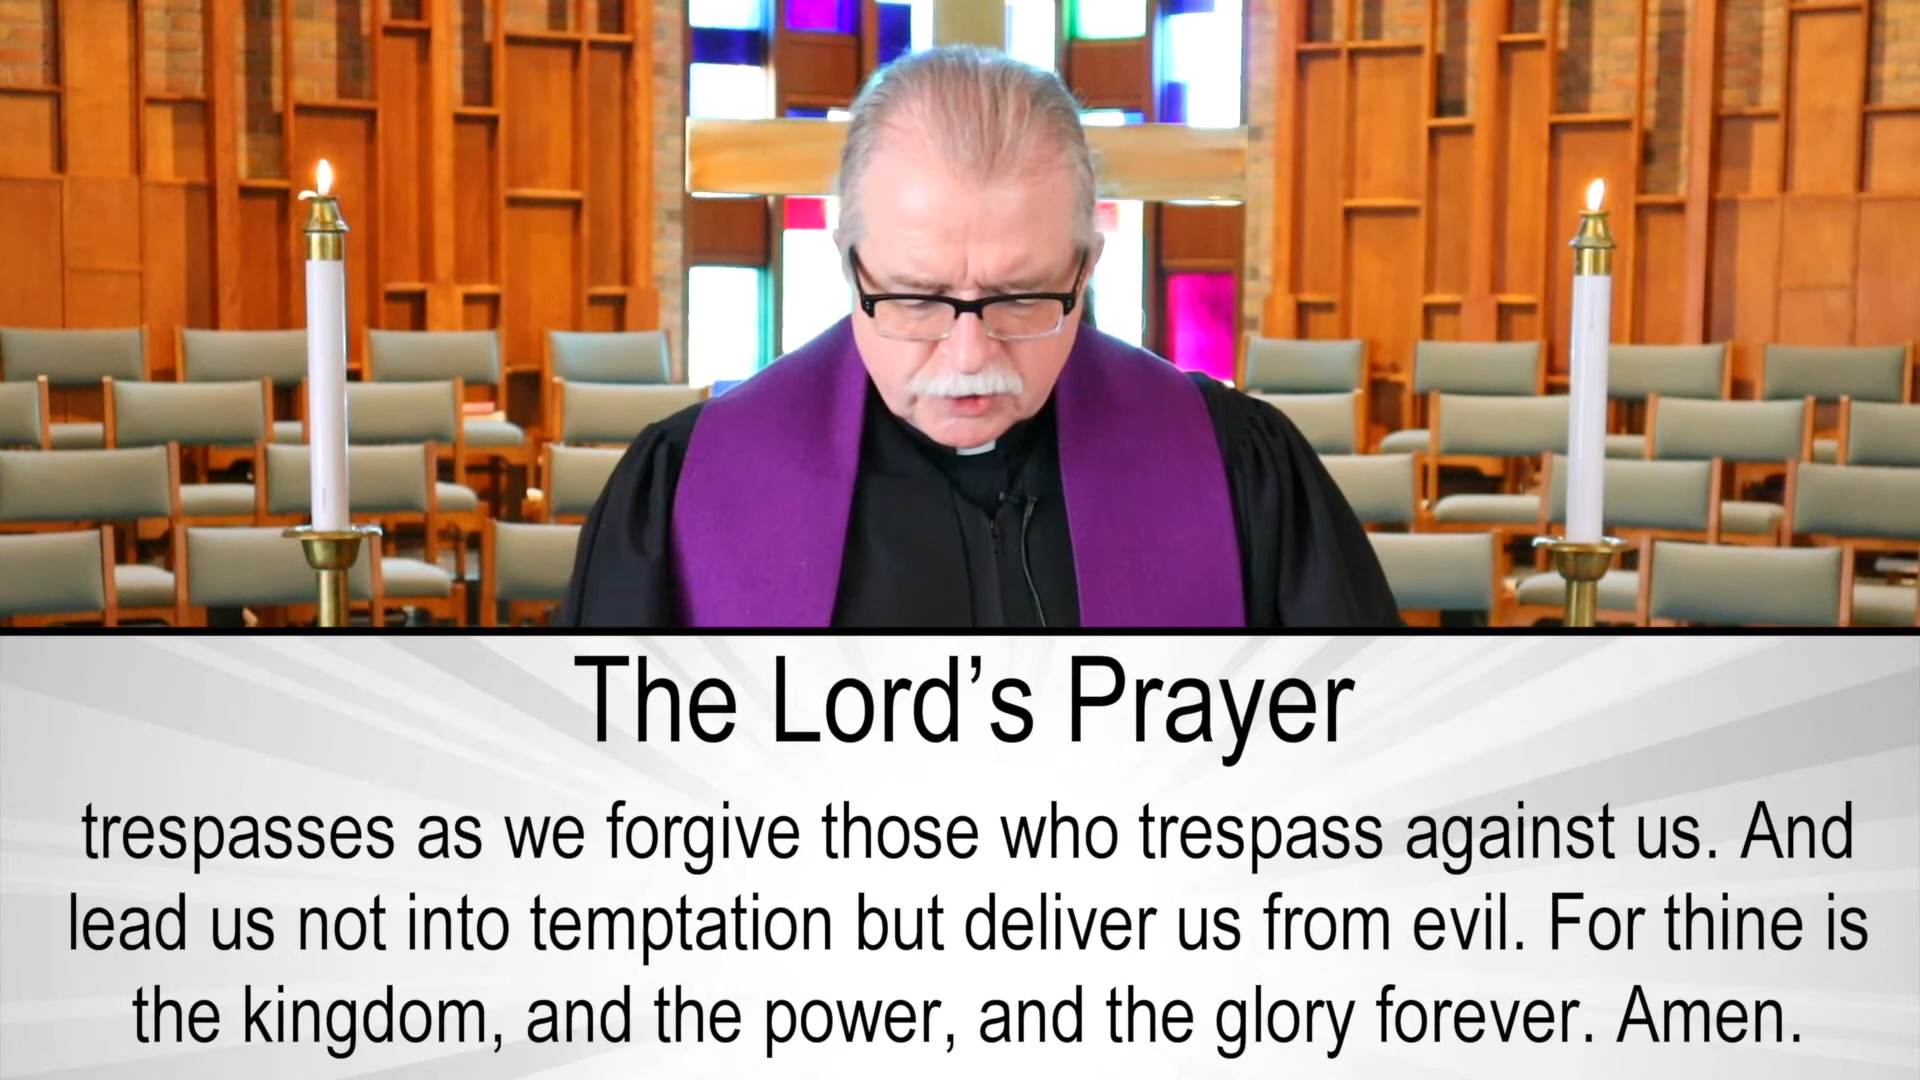 The Lord’s Prayer
trespasses as we forgive those who trespass against us. And
lead us not into temptation but deliver us from evil. For thine is
the kingdom, and the power, and the glory forever. Amen.